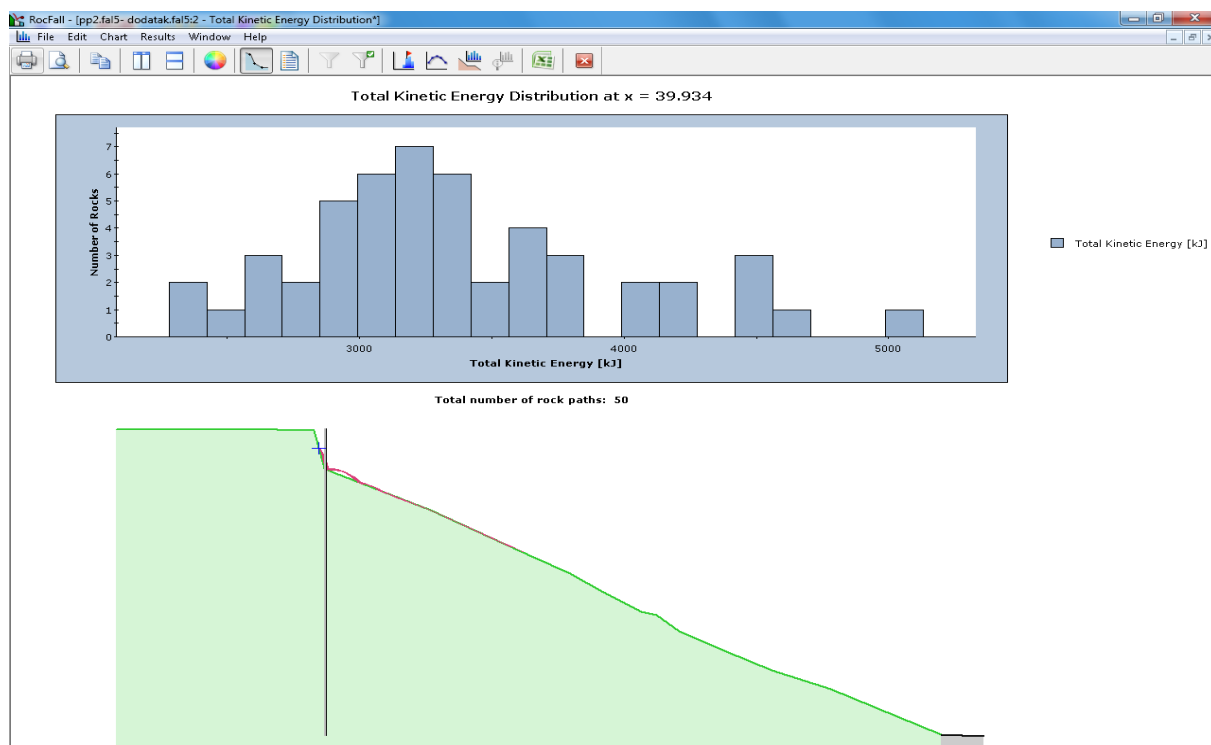 RocFall - [pp2.fal5- dodatak.fal5:2 - Total Kinetic Energy Distribution*]
File Edit Chart Results Window Help
Total Kinetic Energy Distribution at x = 39.934
7
6
5
4
3
2
1
0
Number of Rocks
3000 4000 5000
Total Kinetic Energy [kJ]
Total Kinetic Energy [kJ]
Total number of rock paths: 50